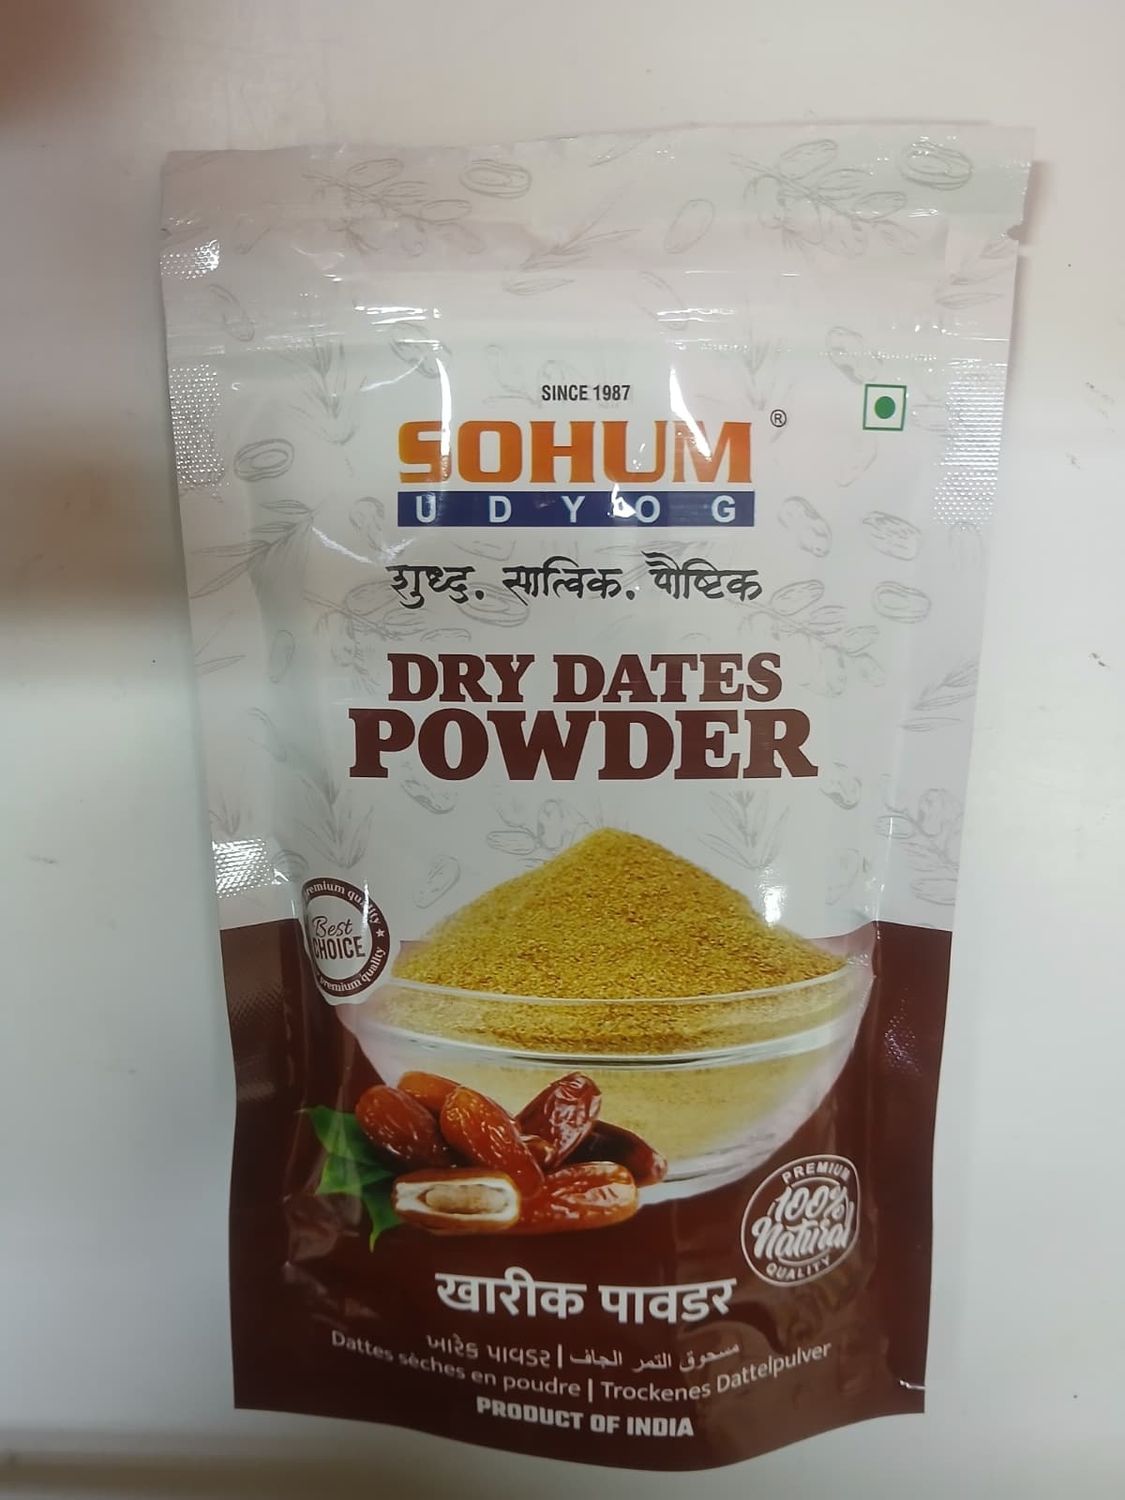 SINCE 1987
SOHUM ®
UDYOG
शुध्द. सात्विक. पौष्टिक
DRY DATES
POWDER
premium quality
Best
CHOICE
premium quality
PREMIUM
100%
Natural
QUALITY
खारीक पावडर
ખારેક પાવડર | مسحوق التمر الجاف
Dattes sèches en poudre | Trockenes Dattelpulver
PRODUCT OF INDIA